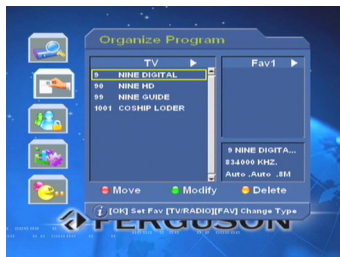 Organize Program
TV
Fav1
9 NINE DIGITAL
90 NINE HD
99 NINE GUIDE
1001 COSHIP LODER
9 NINE DIGITA...
834000 KHZ.
Auto .Auto .8M
Move Modify Delete
i [OK] Set Fav [TV/RADIO][FAV] Change Type
FERGUSON